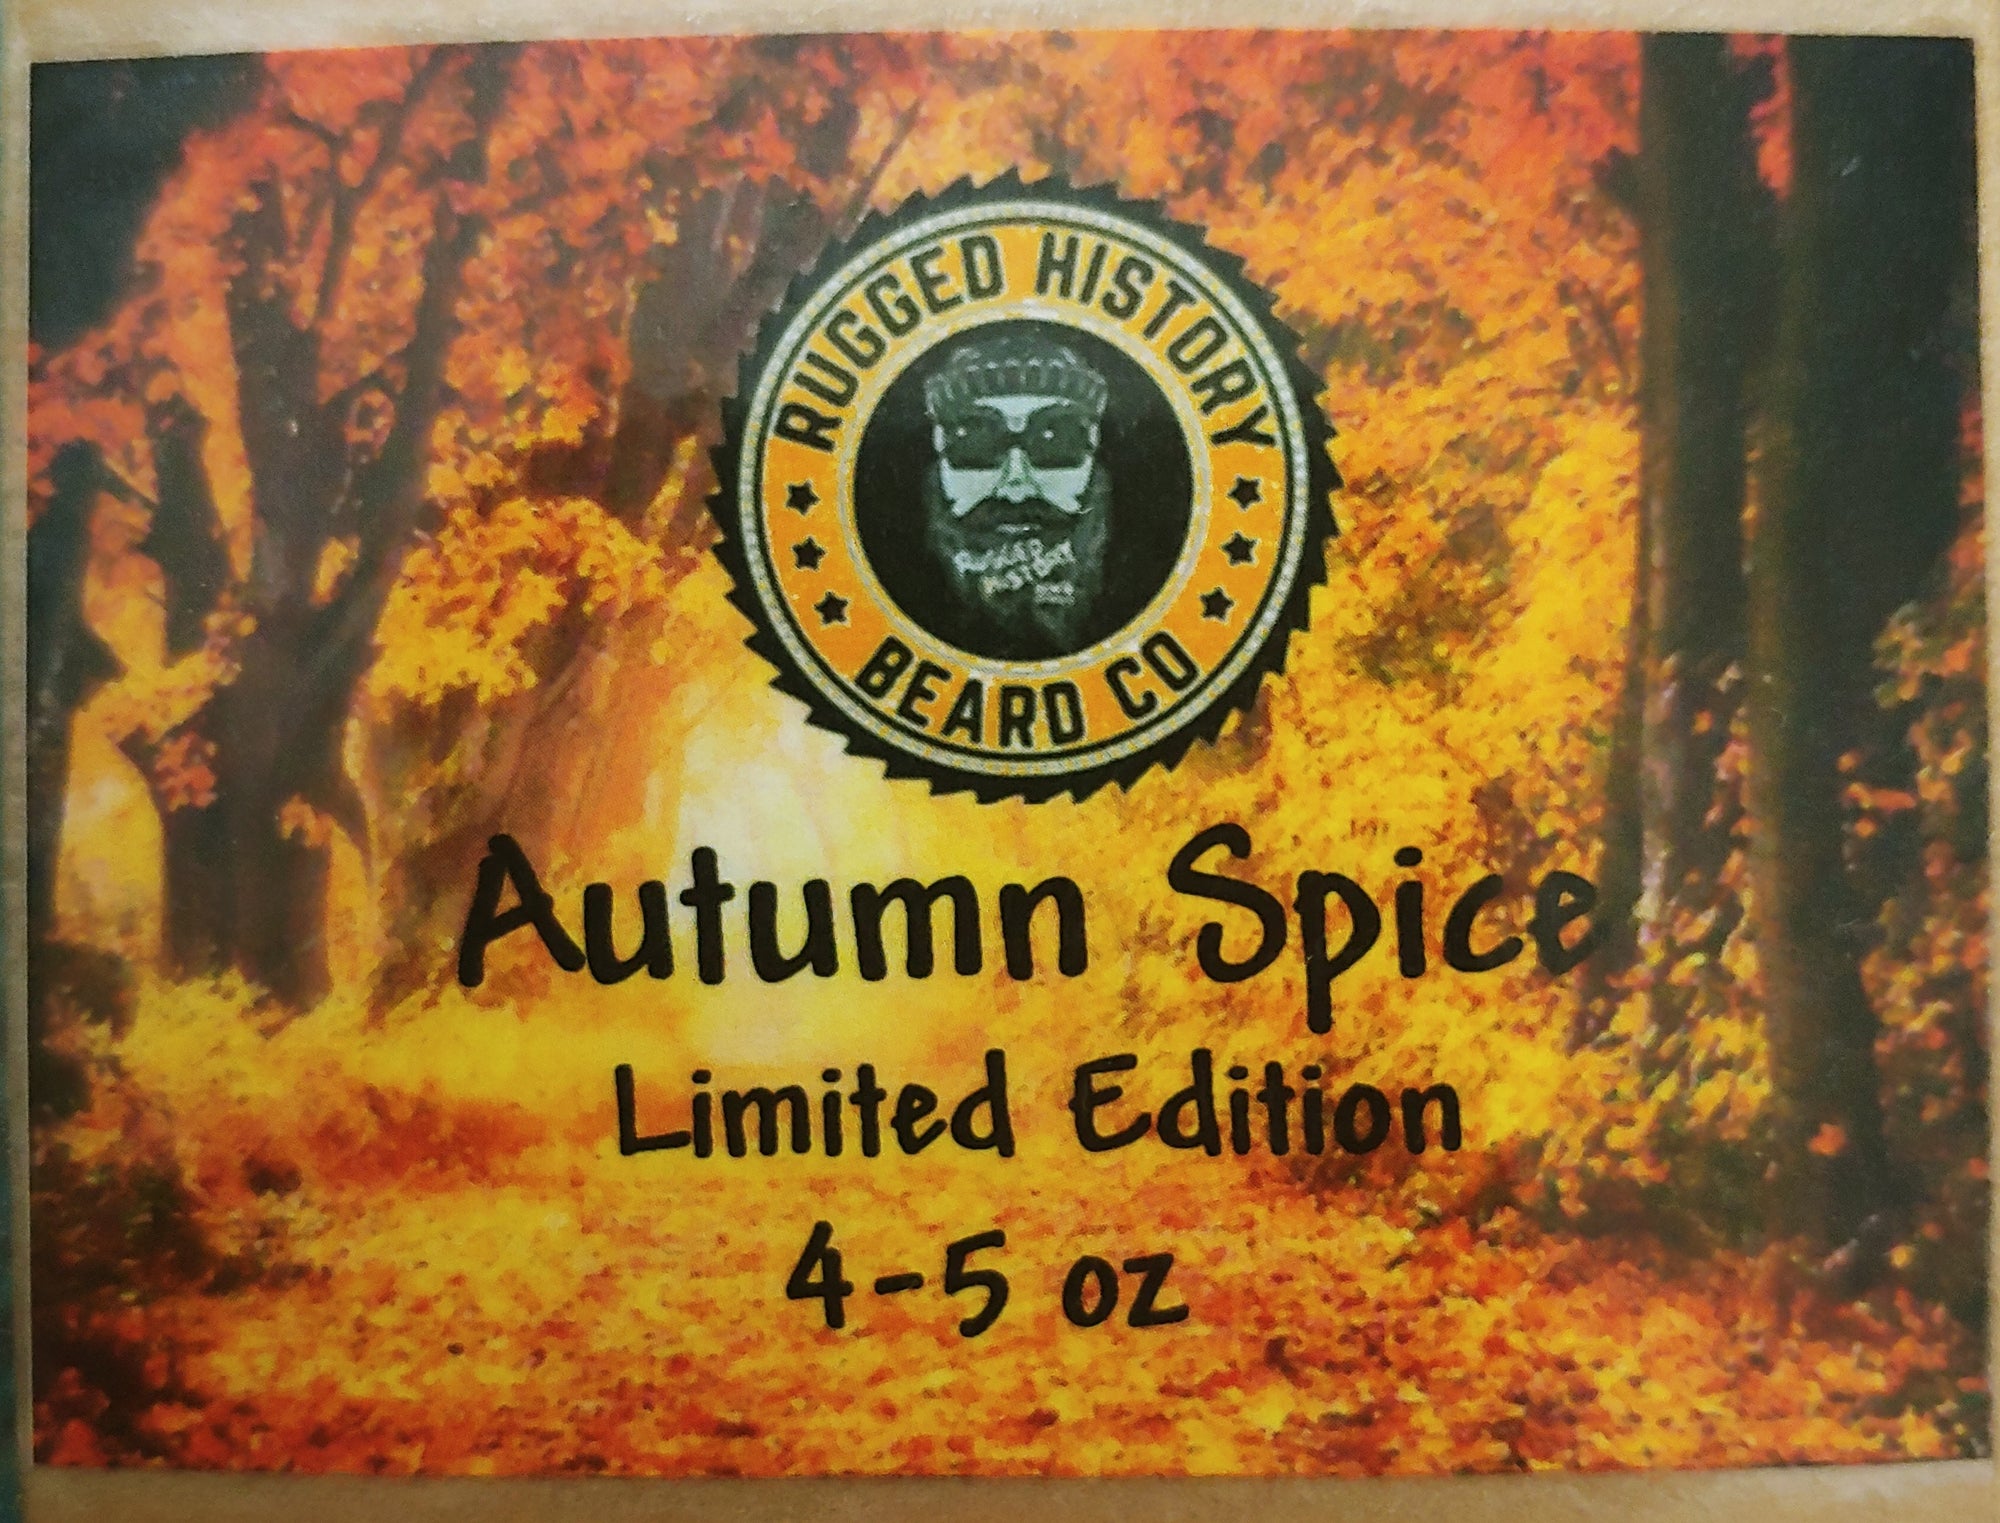 RUGGED HISTORY
BEARD CO
Autumn Spice
Limited Edition
4-5 oz